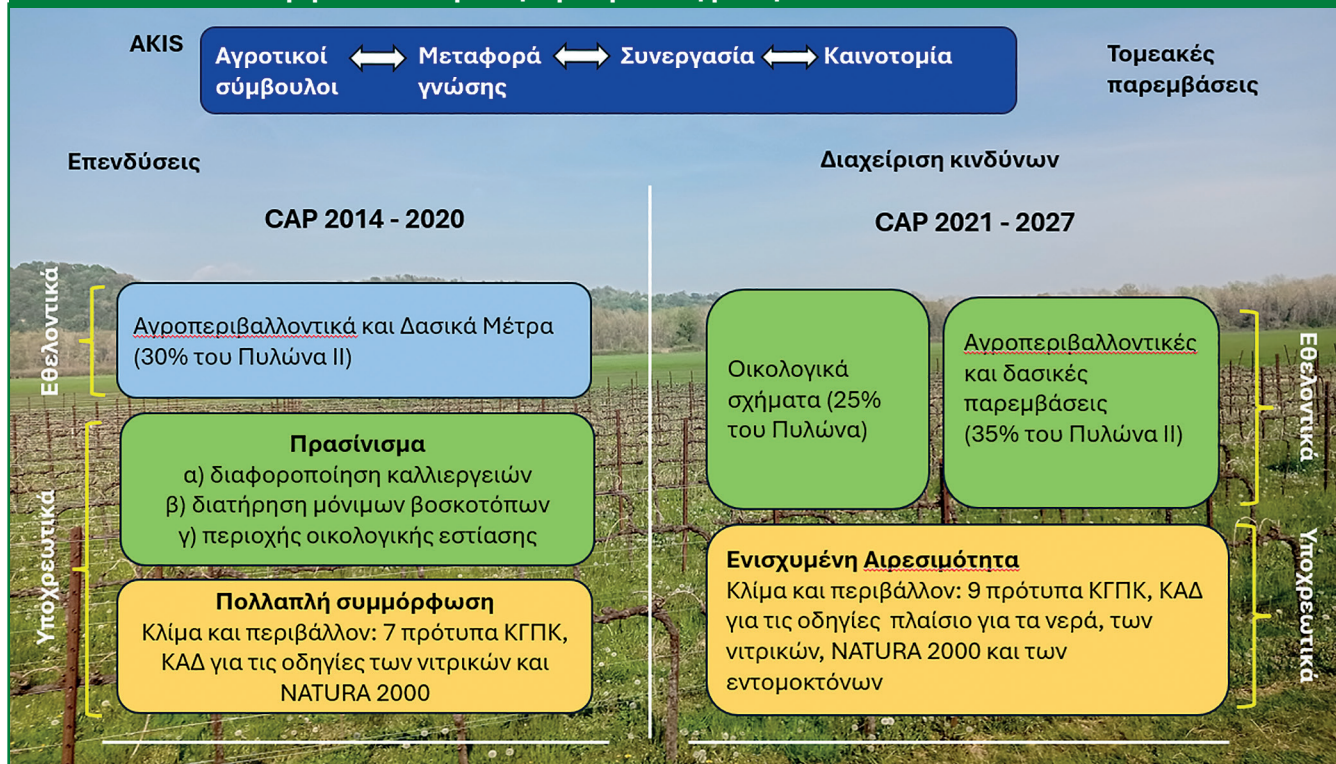 AKIS
Αγροτικοί
σύμβουλοι
Μεταφορά
γνώσης
Συνεργασία
Καινοτομία
Τομεακές
παρεμβάσεις
Επενδύσεις
Διαχείριση κινδύνων
CAP 2014 - 2020
Εθελοντικά
Αγροπεριβαλλοντικά και Δασικά Μέτρα
(30% του Πυλώνα ΙΙ)
Υποχρεωτικά
Πρασίνισμα
α) διαφοροποίηση καλλιεργειών
β) διατήρηση μόνιμων βοσκοτόπων
γ) περιοχής οικολογικής εστίασης
Πολλαπλή συμμόρφωση
Κλίμα και περιβάλλον: 7 πρότυπα ΚΓΠΚ,
ΚΑΔ για τις οδηγίες των νιτρικών και
NATURA 2000
CAP 2021 - 2027
Οικολογικά
σχήματα (25%
του Πυλώνα)
Αγροπεριβαλλοντικές
και δασικές
παρεμβάσεις
(35% του Πυλώνα ΙΙ)
Εθελοντικά
Ενισχυμένη Αιρεσιμότητα
Κλίμα και περιβάλλον: 9 πρότυπα ΚΓΠΚ, ΚΑΔ
για τις οδηγίες πλαίσιο για τα νερά, των
νιτρικών, NATURA 2000 και των
εντομοκτόνων
Υποχρεωτικά